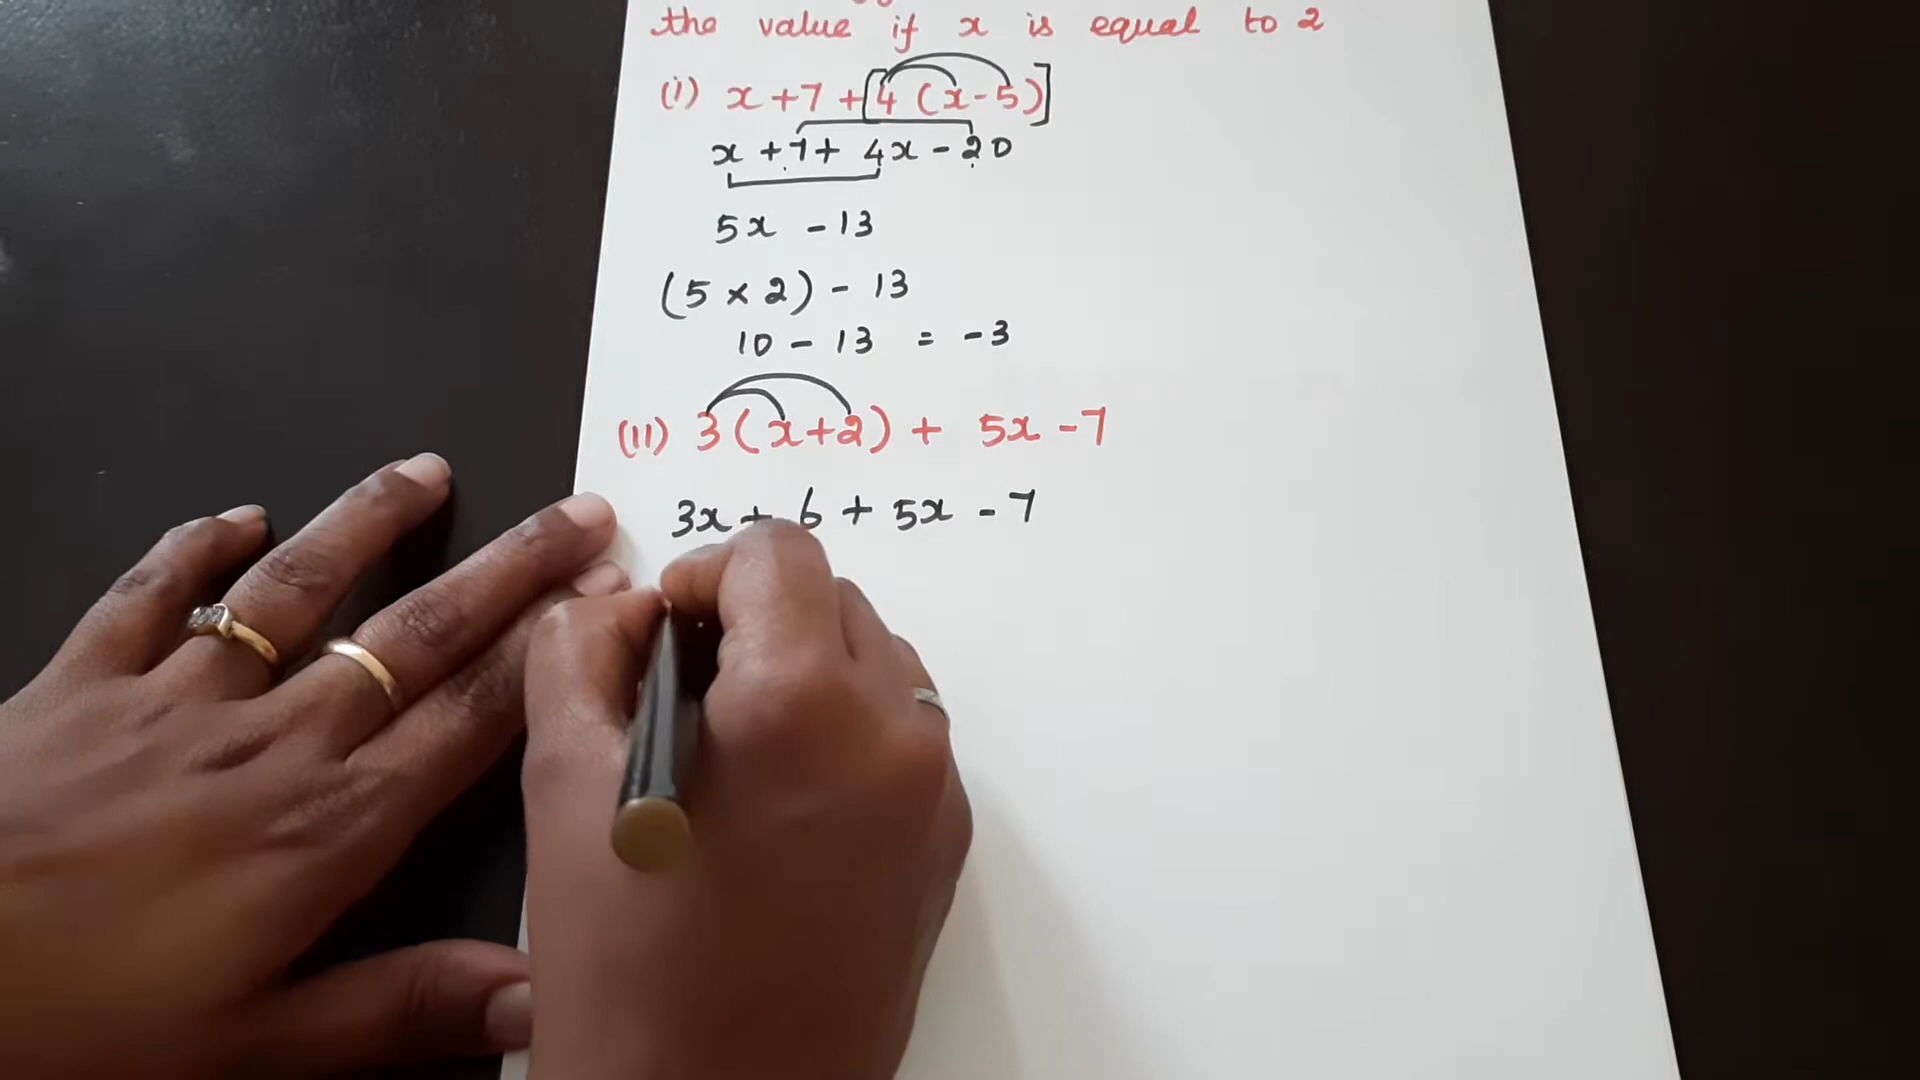 the value if x is equal to 2
(i) x + 7 + [4 (x - 5)]
x + 7 + 4x - 20
5x - 13
(5 × 2) - 13
10 - 13 = -3
(II) 3 (x + 2) + 5x - 7
3x + 6 + 5x - 7